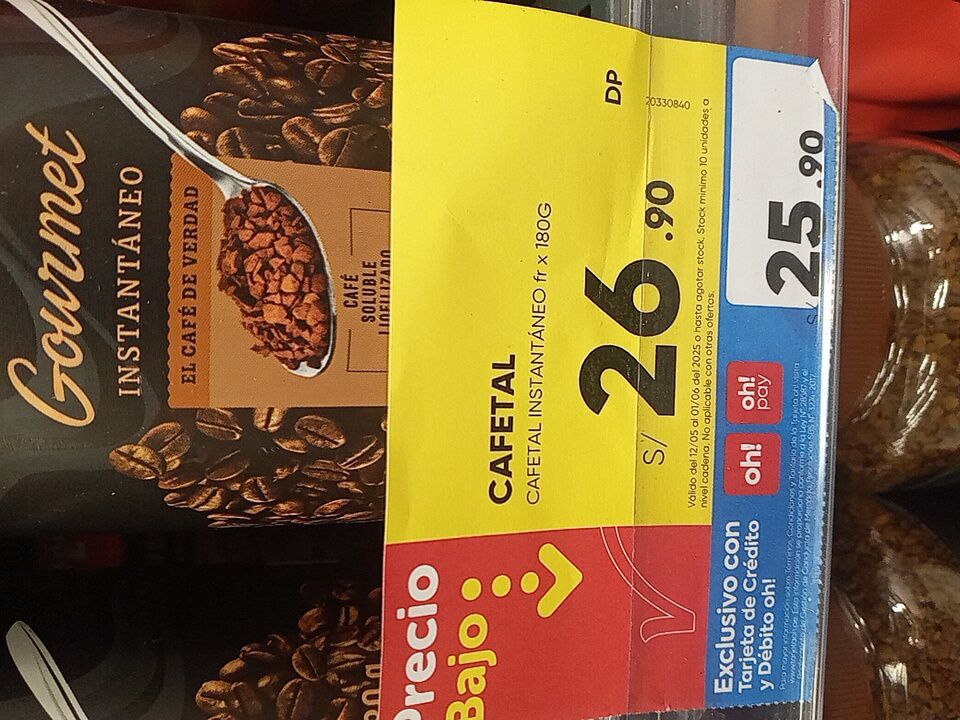 Gourmet
INSTANTÁNEO
EL CAFÉ DE VERDAD
CAFÉ
SOLUBLE
LIOFILIZADO
Precio
Bajo
CAFETAL
CAFETAL INSTANTÁNEO fr x 180G
S/ 26.90
DP
20330840
Válido del 12/05 al 01/06 del 2025 o hasta agotar stock. Stock mínimo 10 unidades a
nivel cadena. No aplicable con otras ofertas.
Exclusivo con
Tarjeta de Crédito
y Débito oh!
oh!
oh!
pay
S/ 25.90